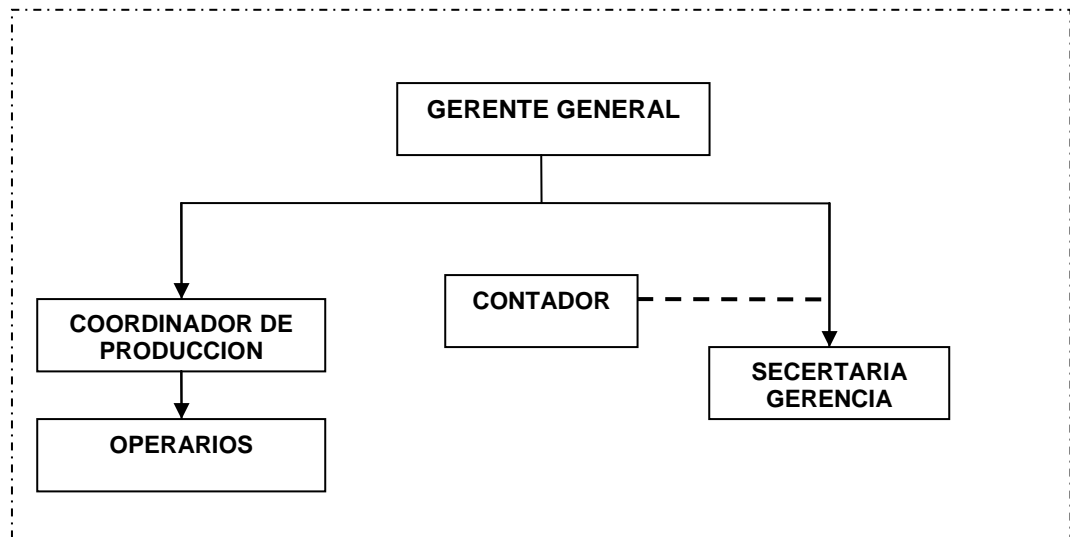 GERENTE GENERAL
COORDINADOR DE
PRODUCCION
CONTADOR
SECERTARIA
GERENCIA
OPERARIOS